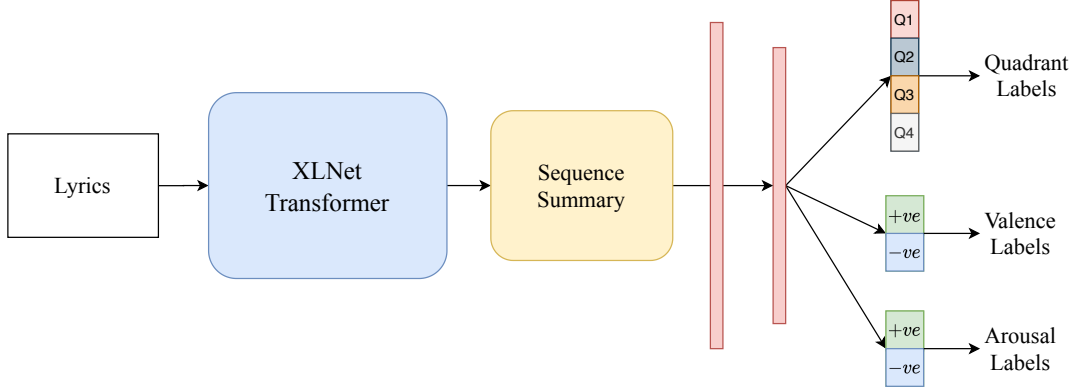 Lyrics
XLNet
Transformer
Sequence
Summary
Q1
Q2
Q3
Q4
Quadrant
Labels
+ve
−ve
Valence
Labels
+ve
−ve
Arousal
Labels